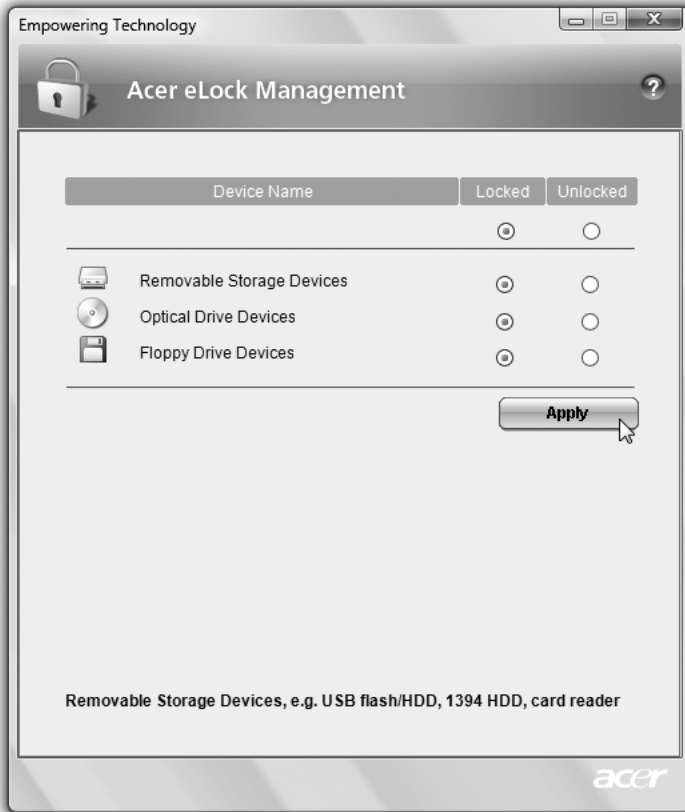 Empowering Technology
Acer eLock Management
?
Device Name Locked Unlocked
Removable Storage Devices
Optical Drive Devices
Floppy Drive Devices
Apply
Removable Storage Devices, e.g. USB flash/HDD, 1394 HDD, card reader
acer